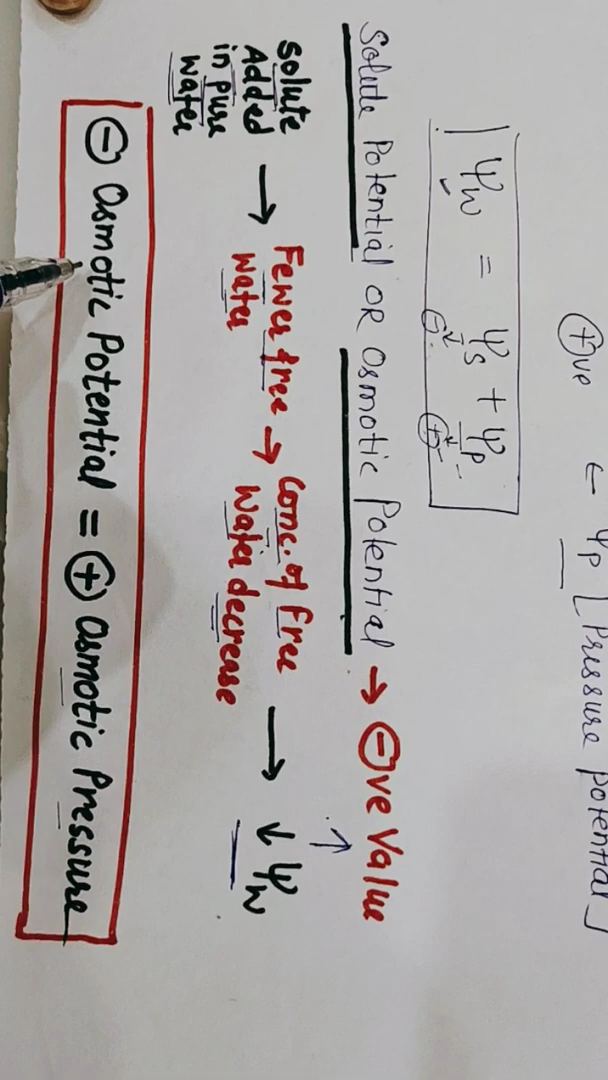 ⊕ve ← Ψp [Pressure potential]
Ψw = Ψs + Ψp
⊖ ⊕
Solute Potential OR Osmotic Potential → ⊖ve Value
Solute Added in pure water → Fewer free water → Conc. of free water decrease → ↓ Ψw
⊖ Osmotic Potential = ⊕ Osmotic Pressure